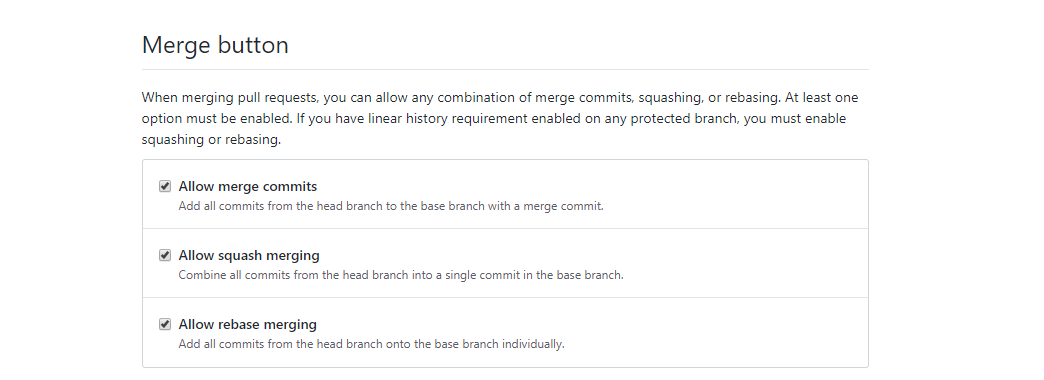 Merge button
When merging pull requests, you can allow any combination of merge commits, squashing, or rebasing. At least one
option must be enabled. If you have linear history requirement enabled on any protected branch, you must enable
squashing or rebasing.
Allow merge commits
Add all commits from the head branch to the base branch with a merge commit.
Allow squash merging
Combine all commits from the head branch into a single commit in the base branch.
Allow rebase merging
Add all commits from the head branch onto the base branch individually.